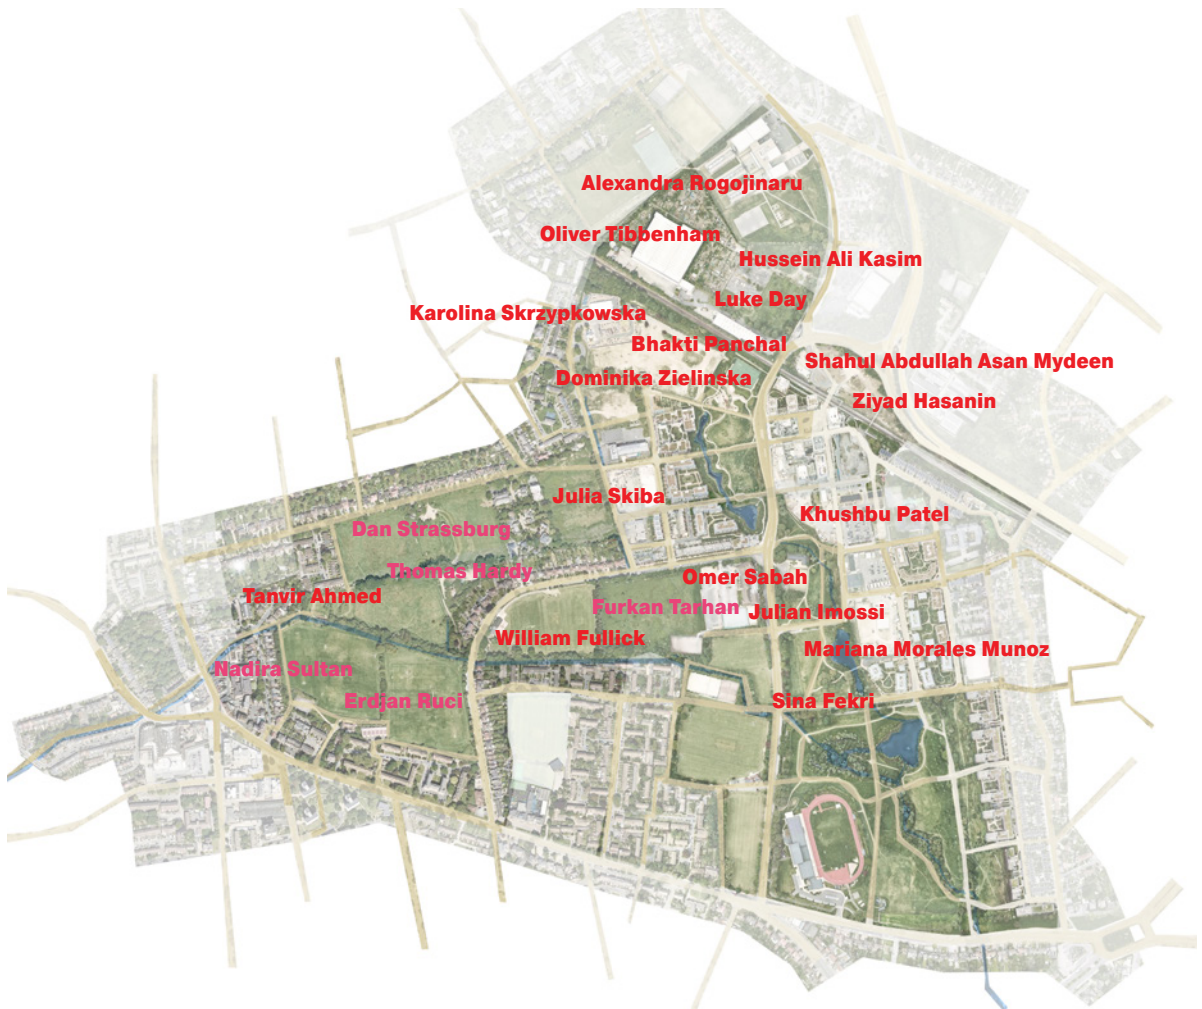 Alexandra Rogojinaru
Oliver Tibbenham
Hussein Ali Kasim
Luke Day
Karolina Skrzypkowska
Bhakti Panchal
Shahul Abdullah Asan Mydeen
Dominika Zielinska
Ziyad Hasanin
Julia Skiba
Khushbu Patel
Dan Strassburg
Thomas Hardy
Omer Sabah
Tanvir Ahmed
Furkan Tarhan
Julian Imossi
William Fullick
Mariana Morales Munoz
Nadira Sultan
Erdjan Ruci
Sina Fekri